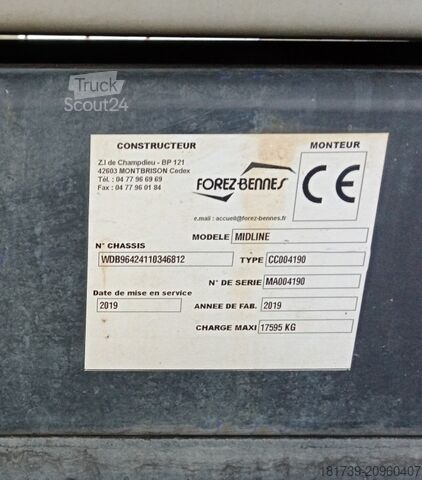 Truck
Scout24
CONSTRUCTEUR
MONTEUR
Z.I de Champdieu - BP 121
42603 MONTBRISON Cedex
Tél. : 04 77 96 69 69
Fax : 04 77 96 01 84
FOREZ-BENNES
CE
e.mail : accueil@forez-bennes.fr
MODELE MIDLINE
N° CHASSIS
WDB96424110346812
TYPE CC004190
N° DE SERIE MA004190
Date de mise en service
2019
ANNEE DE FAB. 2019
CHARGE MAXI 17595 KG
181739-20960407